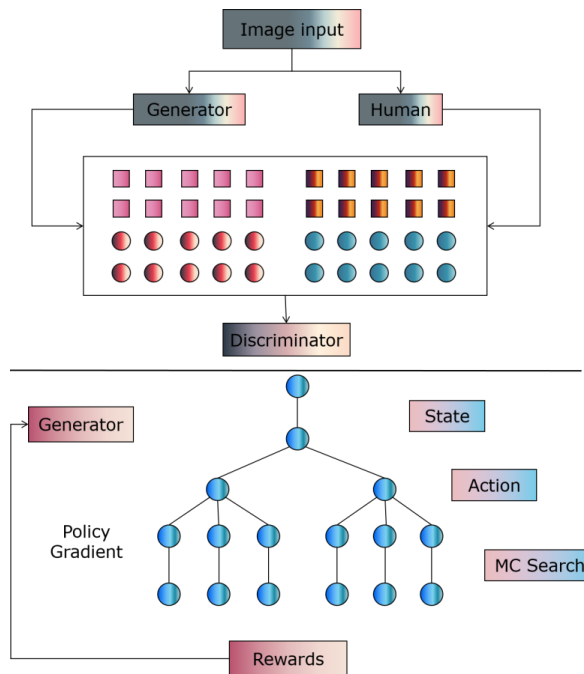 Image input
Generator
Human
Discriminator
Generator
State
Action
Policy
Gradient
MC Search
Rewards